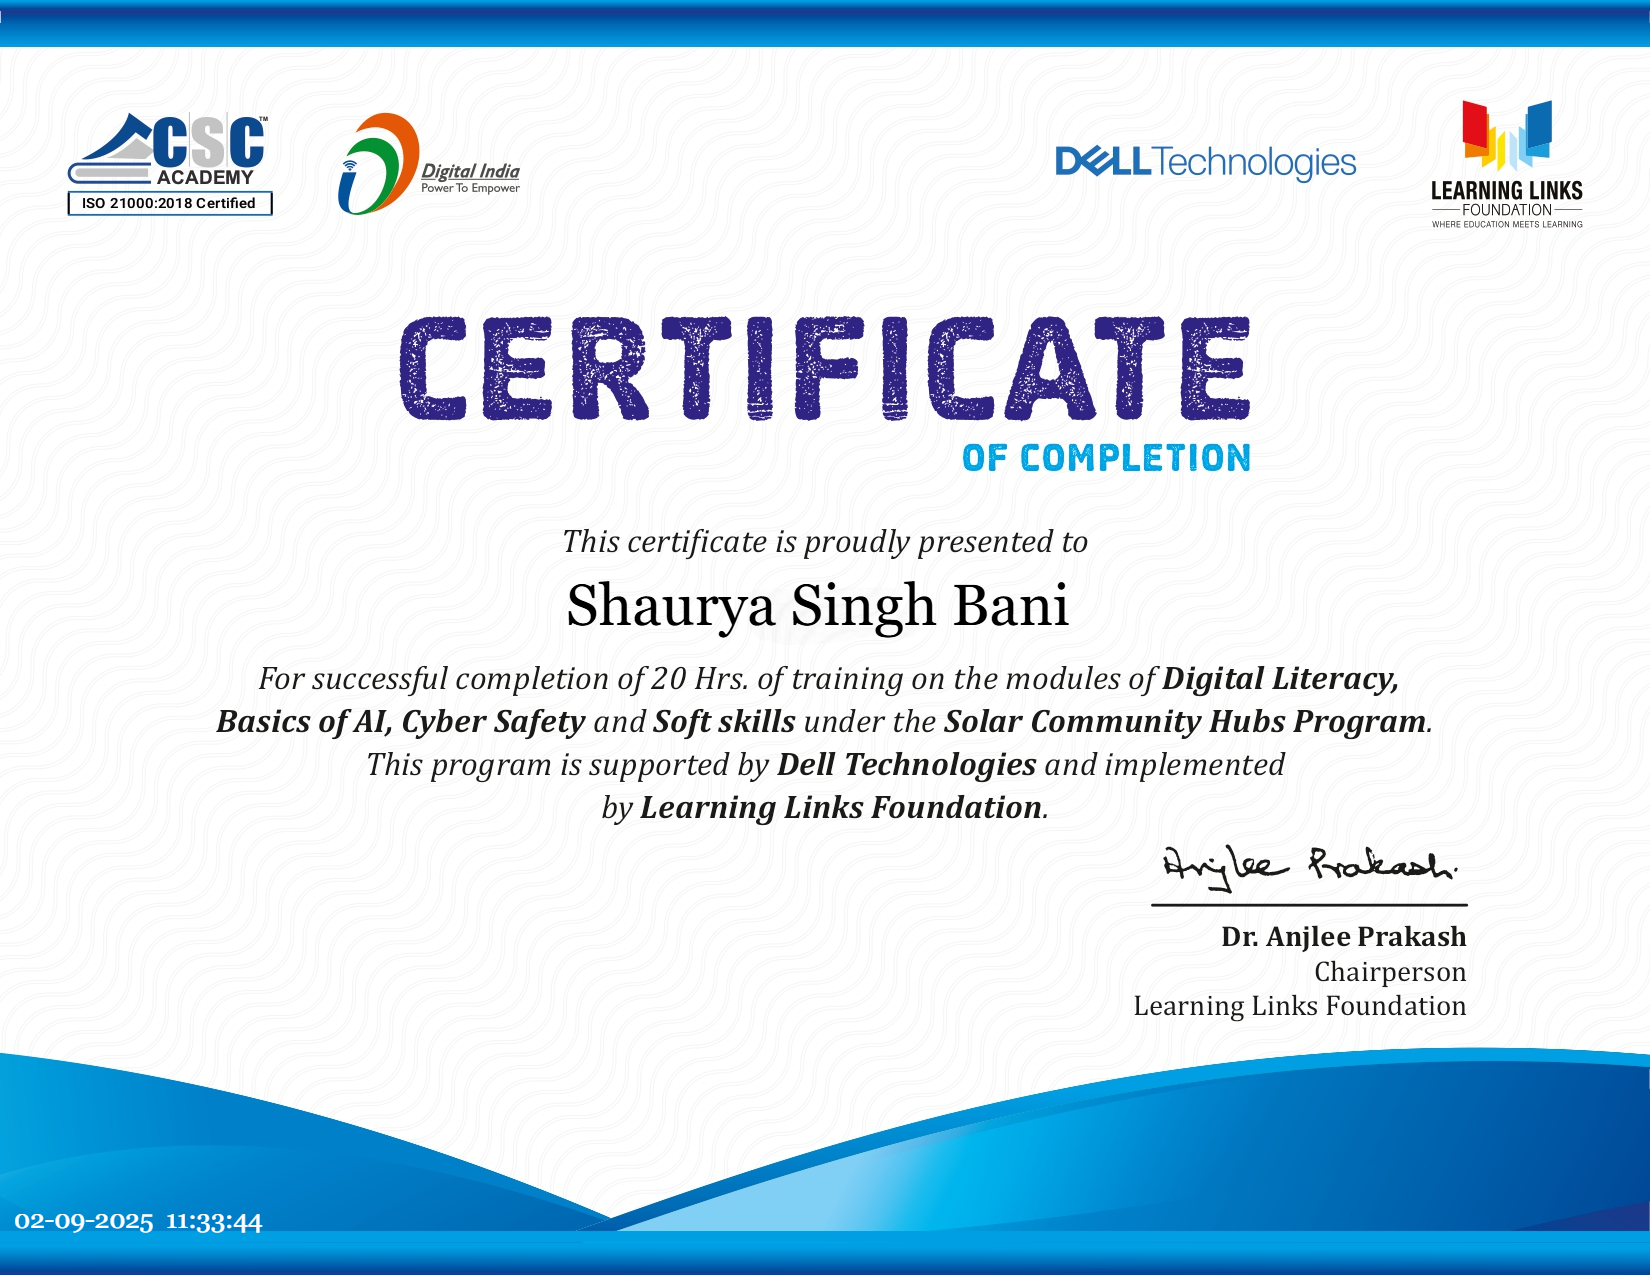 CSC™
ACADEMY
ISO 21000:2018 Certified
Digital India
Power To Empower
DELL Technologies
LEARNING LINKS
FOUNDATION
WHERE EDUCATION MEETS LEARNING
CERTIFICATE
OF COMPLETION
This certificate is proudly presented to
Shaurya Singh Bani
For successful completion of 20 Hrs. of training on the modules of Digital Literacy,
Basics of AI, Cyber Safety and Soft skills under the Solar Community Hubs Program.
This program is supported by Dell Technologies and implemented
by Learning Links Foundation.
Anjlee Prakash.
Dr. Anjlee Prakash
Chairperson
Learning Links Foundation
02-09-2025 11:33:44